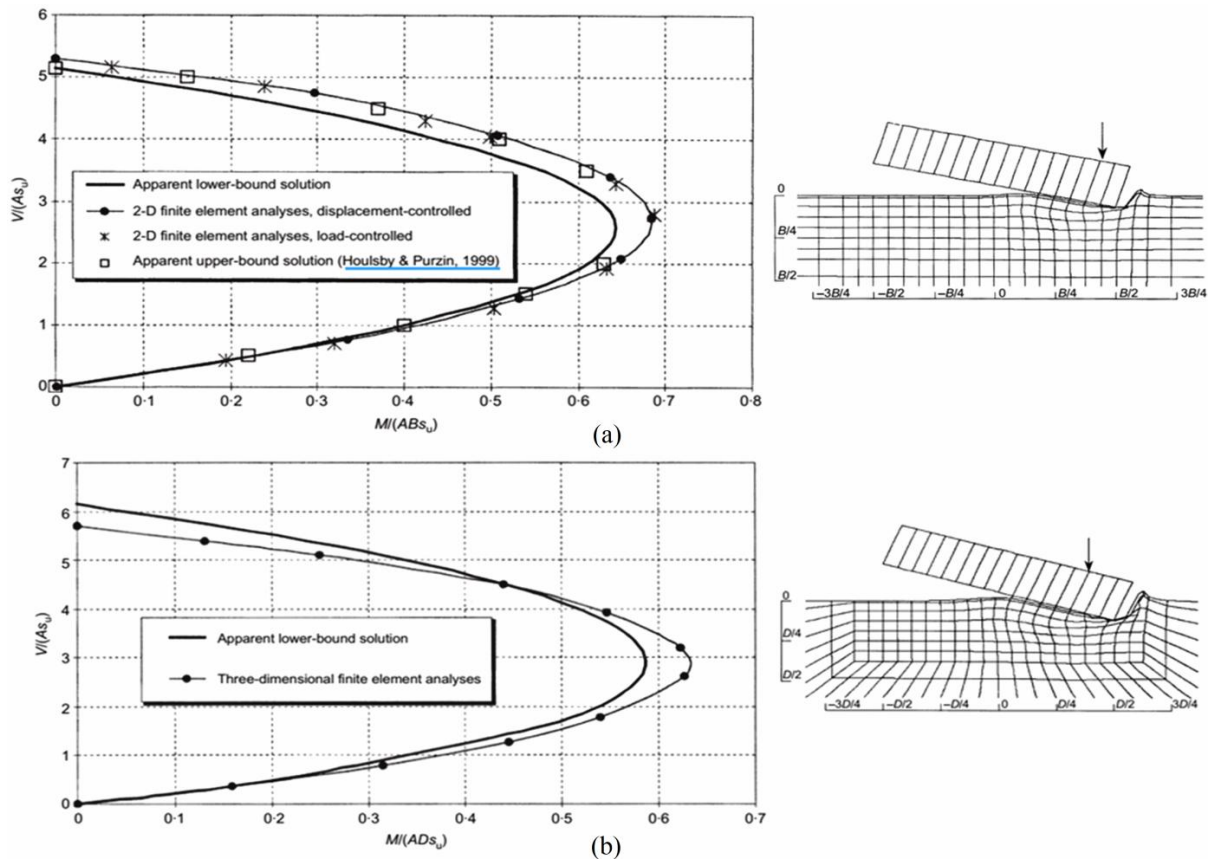 6
5
4
3
2
1
0
V/(Asu)
Apparent lower-bound solution
2-D finite element analyses, displacement-controlled
2-D finite element analyses, load-controlled
Apparent upper-bound solution (Houlsby & Purzin, 1999)
0 0·1 0·2 0·3 0·4 0·5 0·6 0·7 0·8
M/(ABsu)
0
B/4
B/2
−3B/4 −B/2 −B/4 0 B/4 B/2 3B/4
(a)
7
6
5
4
3
2
1
0
V/(Asu)
Apparent lower-bound solution
Three-dimensional finite element analyses
0 0·1 0·2 0·3 0·4 0·5 0·6 0·7
M/(ADsu)
0
D/4
D/2
−3D/4 −D/2 −D/4 0 D/4 D/2 3D/4
(b)